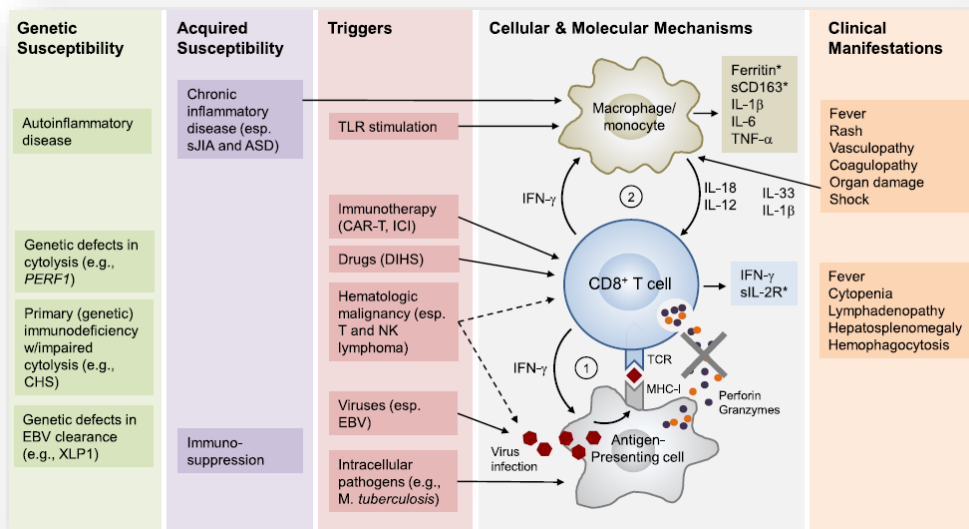 Genetic
Susceptibility
Autoinflammatory
disease
Genetic defects in
cytolysis (e.g.,
PERF1)
Primary (genetic)
immunodeficiency
w/impaired
cytolysis (e.g.,
CHS)
Genetic defects in
EBV clearance
(e.g., XLP1)
Acquired
Susceptibility
Chronic
inflammatory
disease (esp.
sJIA and ASD)
Immuno-
suppression
Triggers
TLR stimulation
Immunotherapy
(CAR-T, ICI)
Drugs (DIHS)
Hematologic
malignancy (esp.
T and NK
lymphoma)
Viruses (esp.
EBV)
Intracellular
pathogens (e.g.,
M. tuberculosis)
Cellular & Molecular Mechanisms
Macrophage/
monocyte
Ferritin*
sCD163*
IL-1β
IL-6
TNF-α
IFN-γ
2
IL-18
IL-12
IL-33
IL-1β
CD8+ T cell
IFN-γ
sIL-2R*
IFN-γ
1
TCR
MHC-I
Perforin
Granzymes
Virus
infection
Antigen-
Presenting cell
Clinical
Manifestations
Fever
Rash
Vasculopathy
Coagulopathy
Organ damage
Shock
Fever
Cytopenia
Lymphadenopathy
Hepatosplenomegaly
Hemophagocytosis